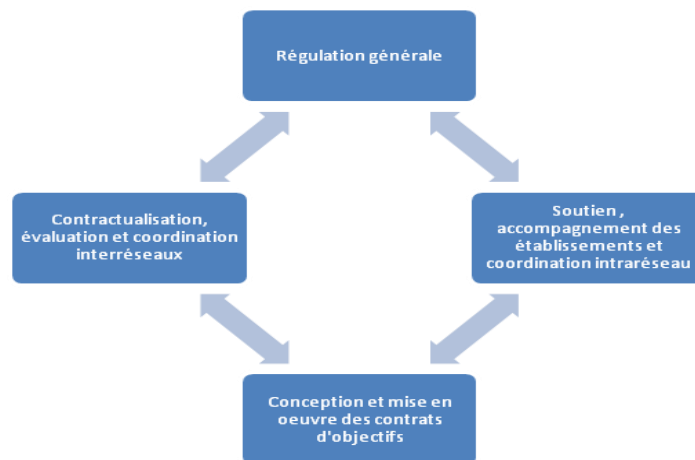 Régulation générale
Contractualisation,
évaluation et coordination
interréseaux
Soutien ,
accompagnement des
établissements et
coordination intraréseau
Conception et mise en
oeuvre des contrats
d'objectifs